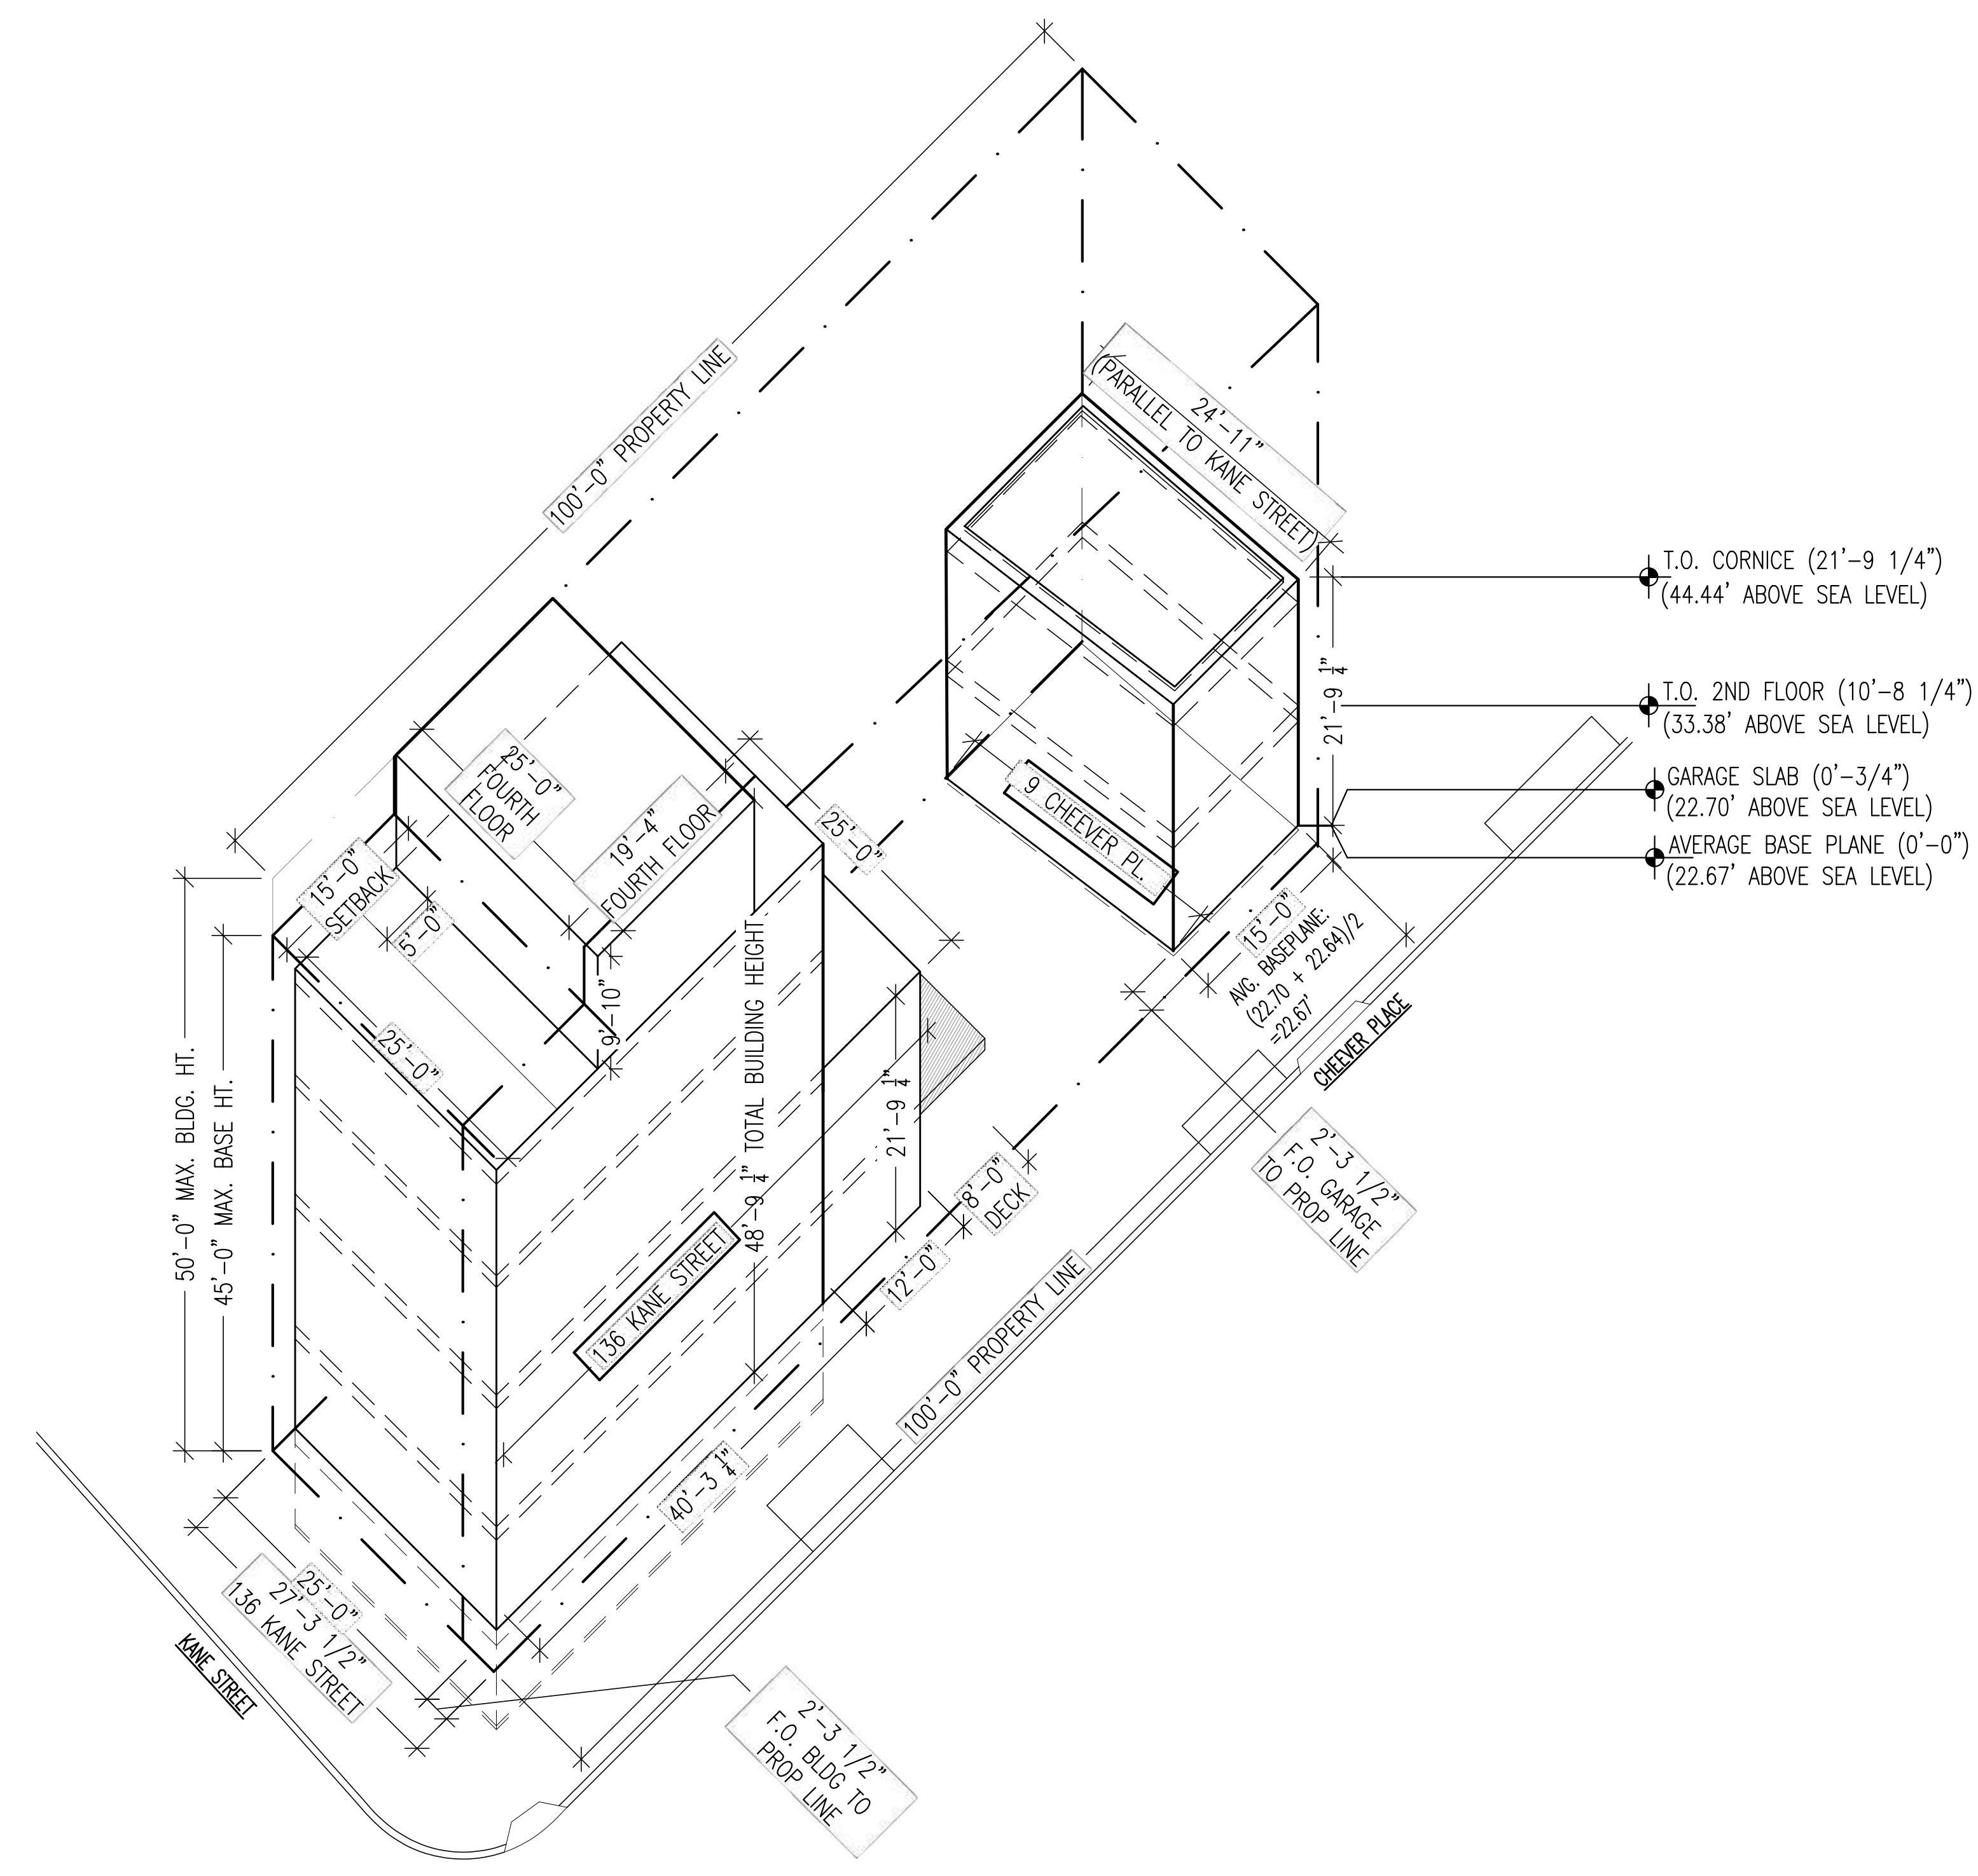 100'-0" PROPERTY LINE
24'-11"
(PARALLEL TO KANE STREET)
T.O. CORNICE (21'-9 1/4")
(44.44' ABOVE SEA LEVEL)
21'-9 1/4"
T.O. 2ND FLOOR (10'-8 1/4")
(33.38' ABOVE SEA LEVEL)
GARAGE SLAB (0'-3/4")
(22.70' ABOVE SEA LEVEL)
AVERAGE BASE PLANE (0'-0")
(22.67' ABOVE SEA LEVEL)
25'-0"
FOURTH
FLOOR
19'-4"
FOURTH FLOOR
25'-0"
9 CHEEVER PL.
15'-0"
SETBACK
5'-0"
15'-0"
AVG. BASEPLANE:
(22.70 + 22.64)/2
=22.67'
CHEEVER PLACE
9'-10"
25'-0"
50'-0" MAX. BLDG. HT.
45'-0" MAX. BASE HT.
48'-9 1/4" TOTAL BUILDING HEIGHT
21'-9 1/4"
8'-0"
DECK
2'-3 1/2"
F.O. GARAGE
TO PROP LINE
136 KANE STREET
12'-0"
100'-0" PROPERTY LINE
40'-3 1/4"
25'-0"
27'-3 1/2"
136 KANE STREET
KANE STREET
2'-3 1/2"
F.O. BLDG TO
PROP LINE